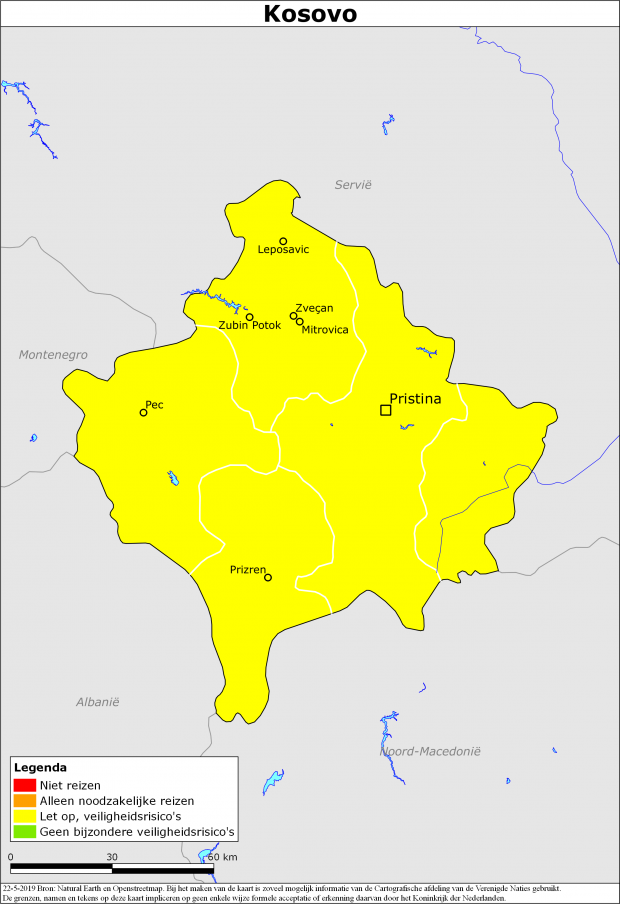 Kosovo
Servië
Leposavic
Zveçan
Zubin Potok
Mitrovica
Montenegro
Pristina
Pec
Prizren
Albanië
Noord-Macedonië
Legenda
Niet reizen
Alleen noodzakelijke reizen
Let op, veiligheidsrisico's
Geen bijzondere veiligheidsrisico's
0 30 60 km
22-5-2019 Bron: Natural Earth en Openstreetmap. Bij het maken van de kaart is zoveel mogelijk informatie van de Cartografische afdeling van de Verenigde Naties gebruikt.
De grenzen, namen en tekens op deze kaart impliceren op geen enkele wijze formele acceptatie of erkenning daarvan door het Koninkrijk der Nederlanden.